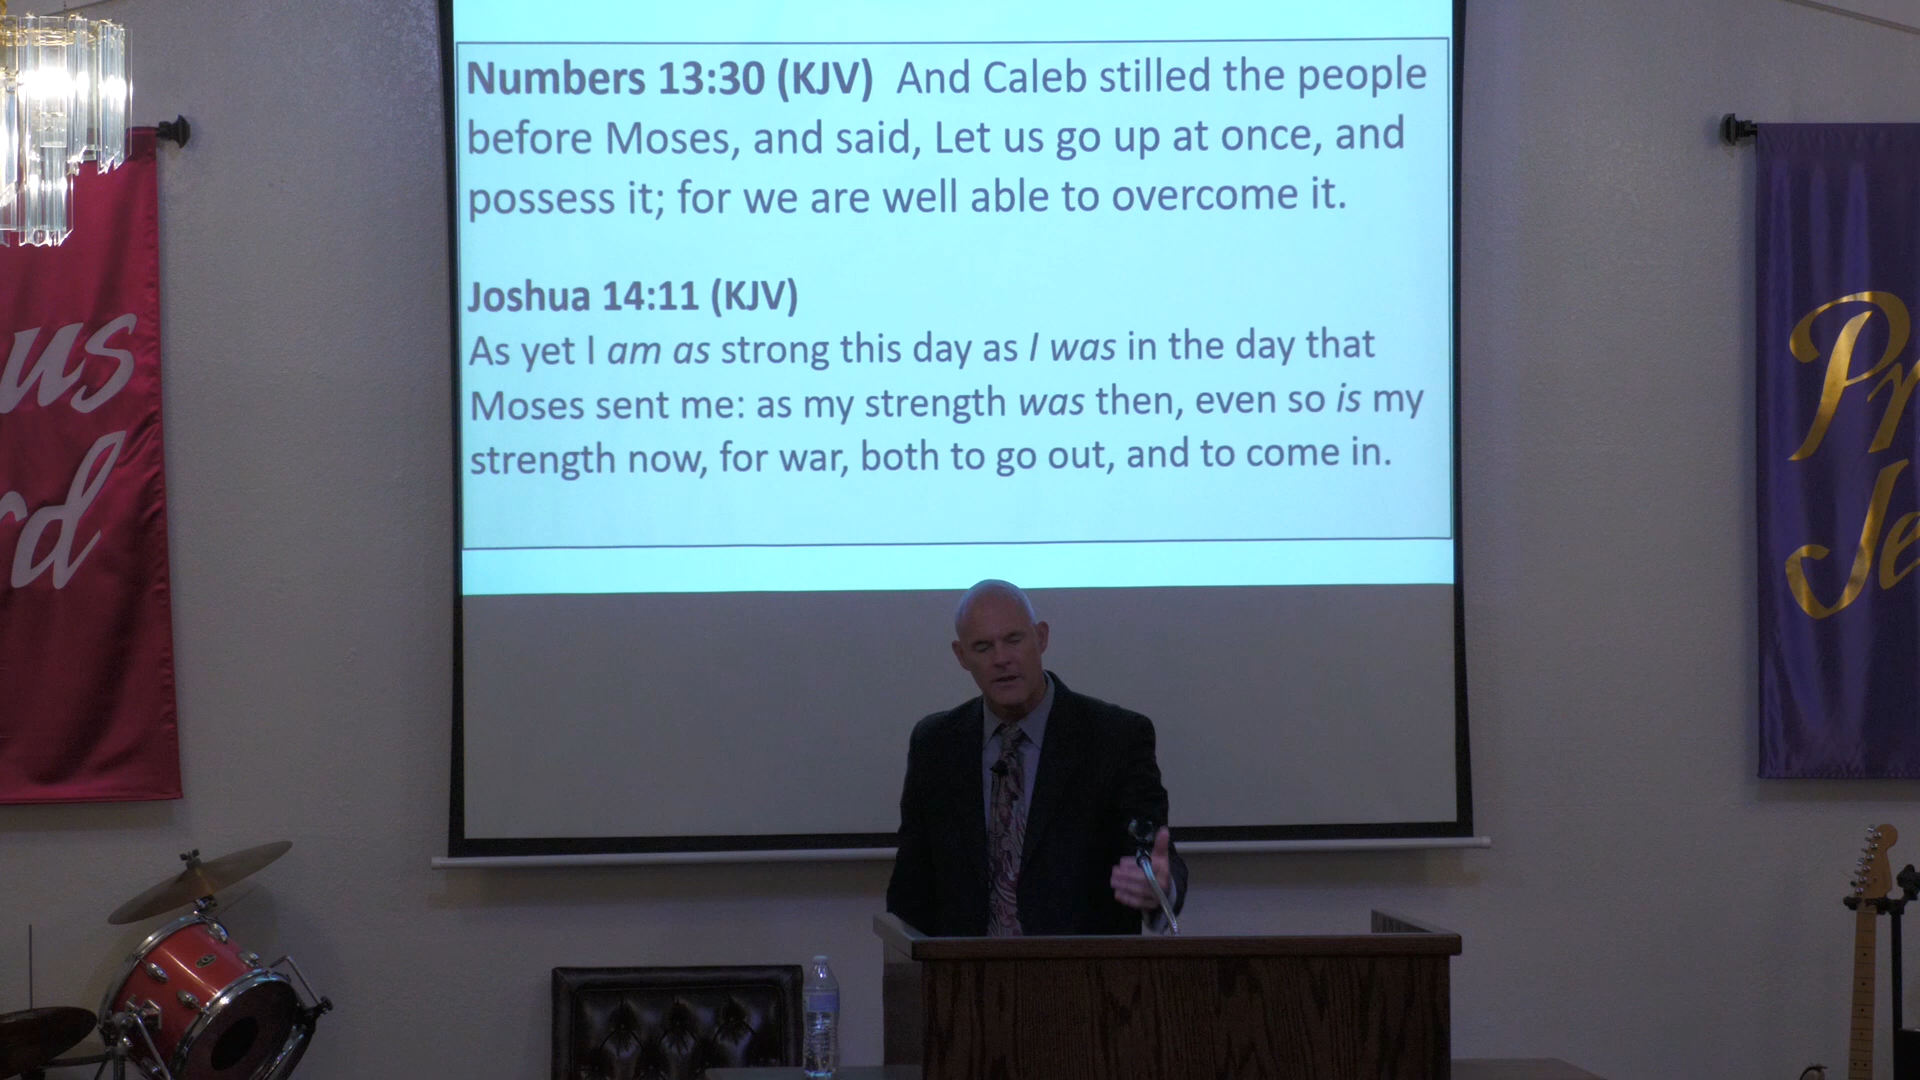 Numbers 13:30 (KJV) And Caleb stilled the people
before Moses, and said, Let us go up at once, and
possess it; for we are well able to overcome it.
Joshua 14:11 (KJV)
As yet I am as strong this day as I was in the day that
Moses sent me: as my strength was then, even so is my
strength now, for war, both to go out, and to come in.